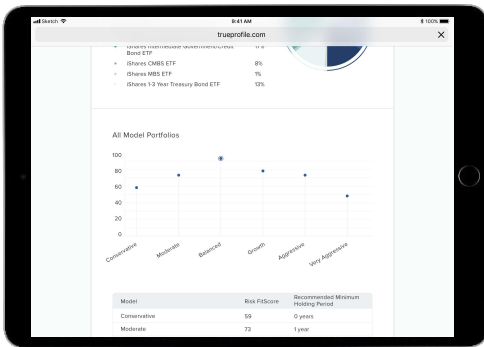 Sketch
9:41 AM
100%
trueprofile.com
iShares Intermediate Government/Credit 17%
Bond ETF
iShares CMBS ETF 8%
iShares MBS ETF 1%
iShares 1-3 Year Treasury Bond ETF 13%
All Model Portfolios
100
80
60
40
20
0
Conservative
Moderate
Balanced
Growth
Aggressive
Very Aggressive
Model Risk FitScore Recommended Minimum
Holding Period
Conservative 59 0 years
Moderate 73 1 year